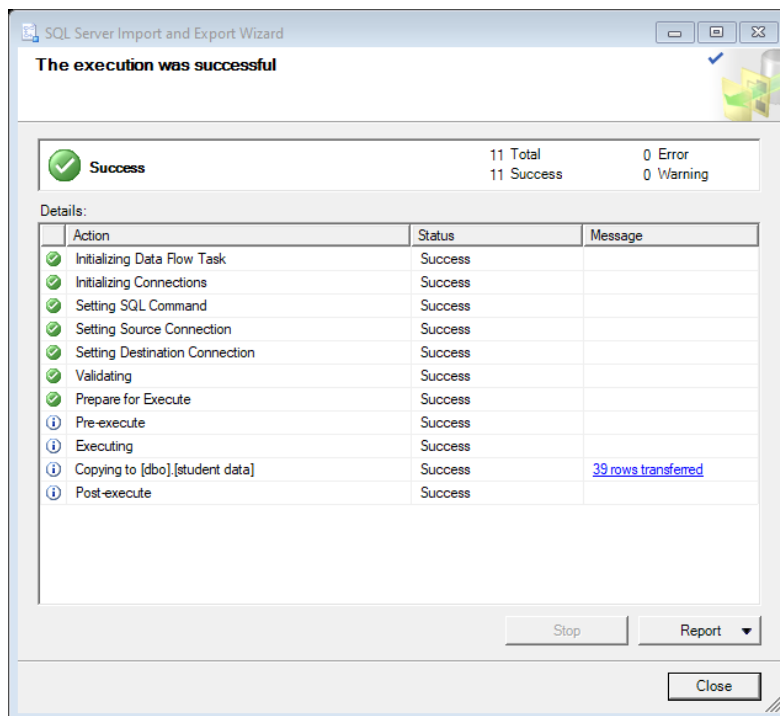 SQL Server Import and Export Wizard
The execution was successful
Success
11 Total 0 Error
11 Success 0 Warning
Details:
Action Status Message
Initializing Data Flow Task Success
Initializing Connections Success
Setting SQL Command Success
Setting Source Connection Success
Setting Destination Connection Success
Validating Success
Prepare for Execute Success
Pre-execute Success
Executing Success
Copying to [dbo].[student data] Success 39 rows transferred
Post-execute Success
Stop Report
Close